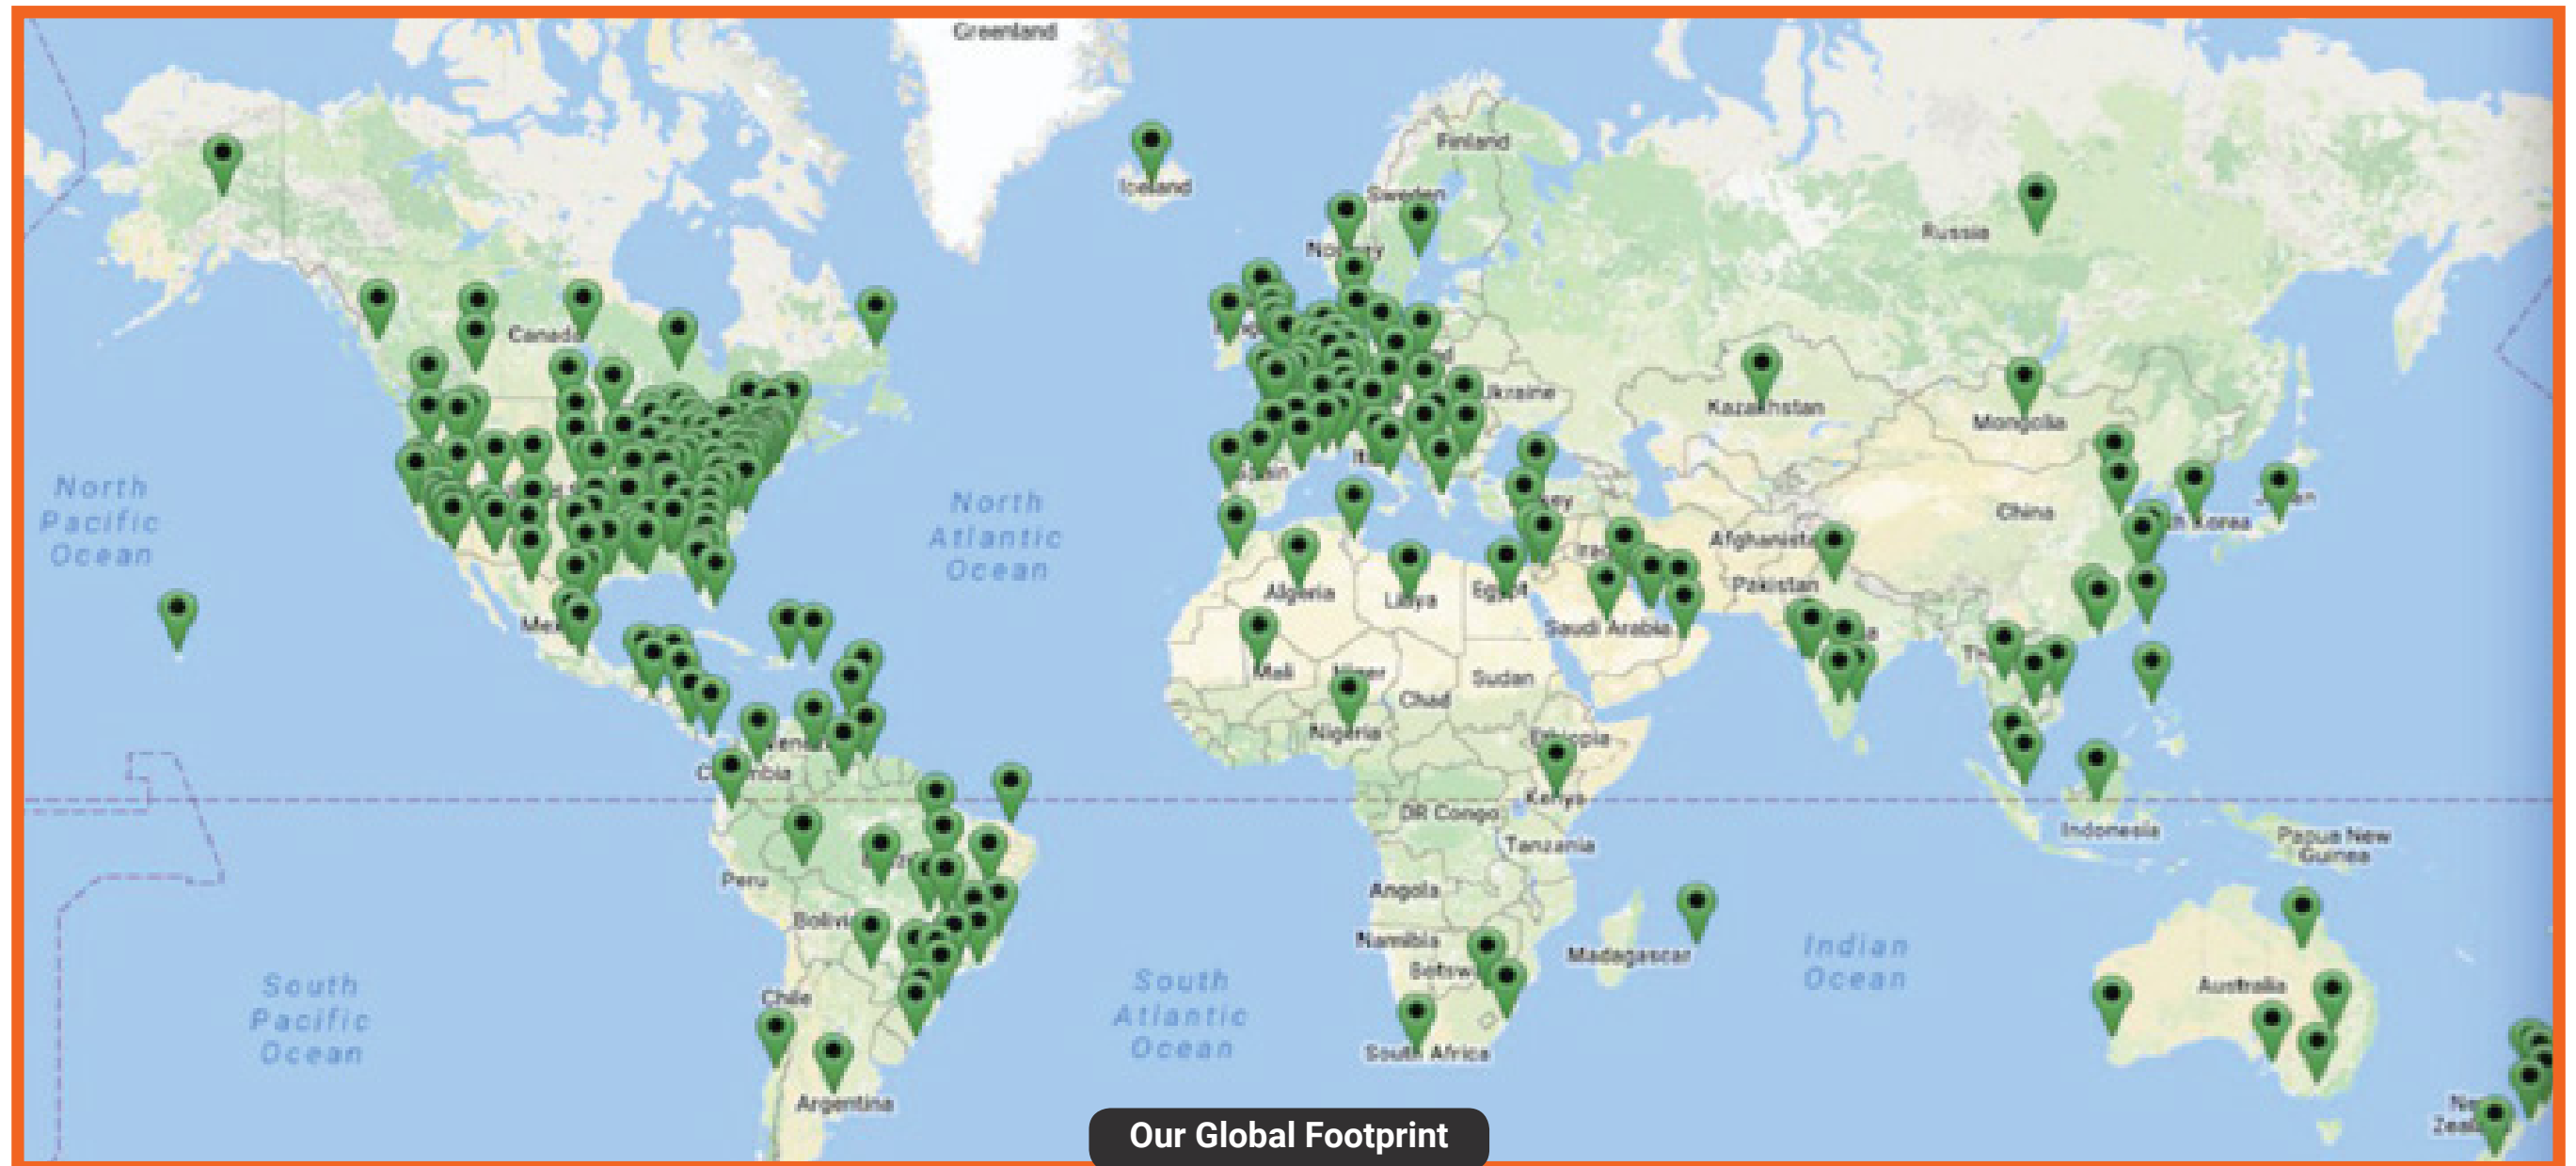 Greenland
Finland
Iceland
Sweden
Russia
Canada
Ukraine
Kazakhstan
Mongolia
North
Pacific
Ocean
North
Atlantic
Ocean
China
Afghanista
Pakistan
Algeria
Libya
Egypt
Saudi Arabia
Mali
Niger
Chad
Sudan
Nigeria
Ethiopia
Kenya
DR Congo
Tanzania
Indonesia
Papua New
Guinea
Peru
Angola
Namibia
Madagascar
Indian
Ocean
Australia
South
Pacific
Ocean
Chile
South
Atlantic
Ocean
South Africa
Argentina
Our Global Footprint